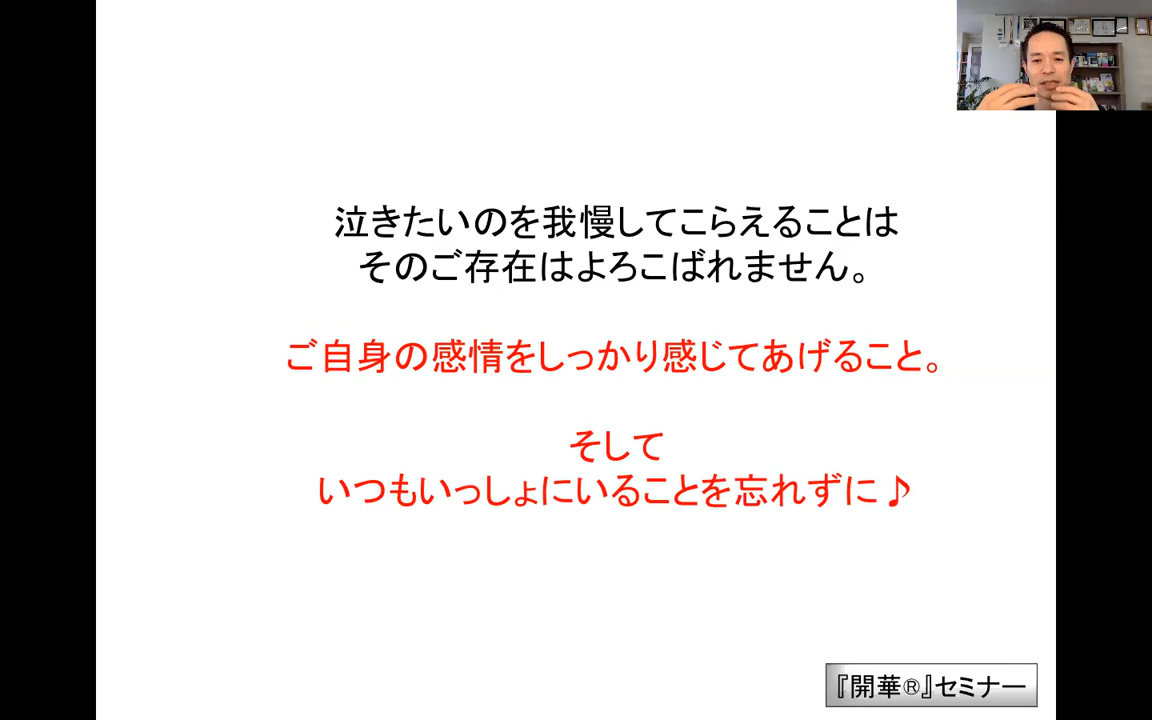 泣きたいのを我慢してこらえることは
そのご存在はよろこばれません。
ご自身の感情をしっかり感じてあげること。
そして
いつもいっしょにいることを忘れずに♪
『開華®』セミナー